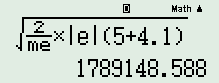 D Math ▲
√(2/me)×|e|(5+4.1)
1789148.588